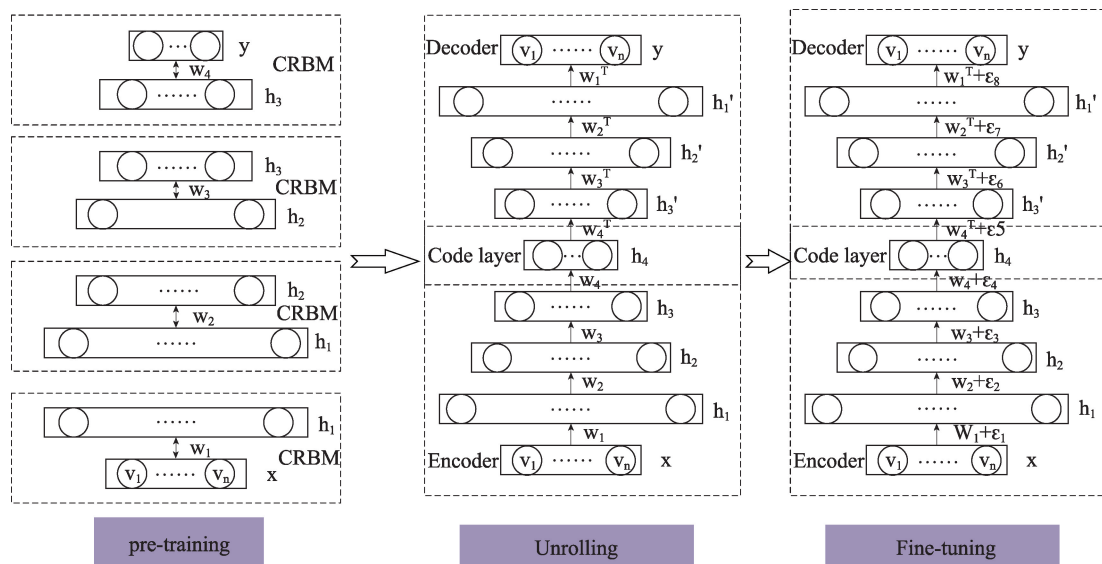 y
CRBM
w₄
h₃
h₃
CRBM
w₃
h₂
h₂
CRBM
w₂
h₁
h₁
w₁
CRBM
v₁ ······ vₙ x
pre-training
Decoder v₁ ······ vₙ y
w₁ᵀ
h₁'
w₂ᵀ
h₂'
w₃ᵀ
h₃'
w₄ᵀ
Code layer h₄
w₄
h₃
w₃
h₂
w₂
h₁
w₁
Encoder v₁ ······ vₙ x
Unrolling
Decoder v₁ ······ vₙ y
w₁ᵀ+ε₈
h₁'
w₂ᵀ+ε₇
h₂'
w₃ᵀ+ε₆
h₃'
w₄ᵀ+ε5
Code layer h₄
w₄+ε₄
h₃
w₃+ε₃
h₂
w₂+ε₂
h₁
W₁+ε₁
Encoder v₁ ······ vₙ x
Fine-tuning